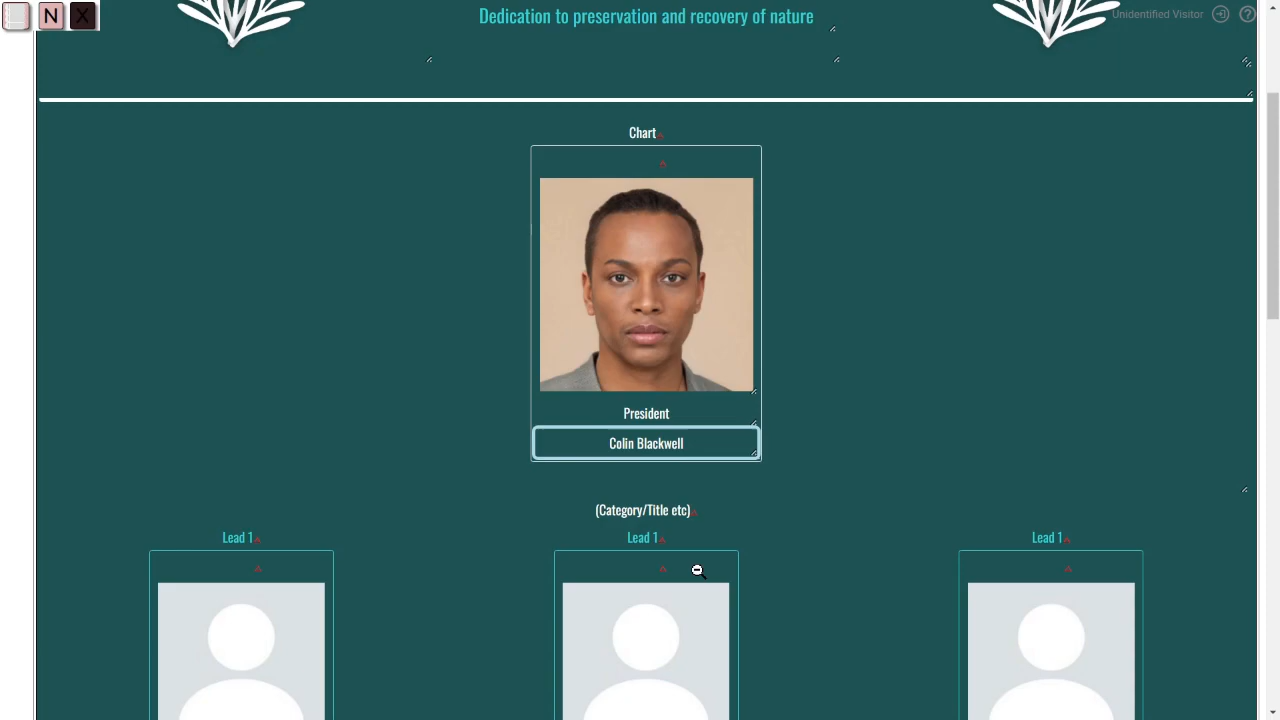 N X
Dedication to preservation and recovery of nature
Unidentified Visitor
Chart
President
Colin Blackwell
(Category/Title etc)
Lead 1 Lead 1 Lead 1